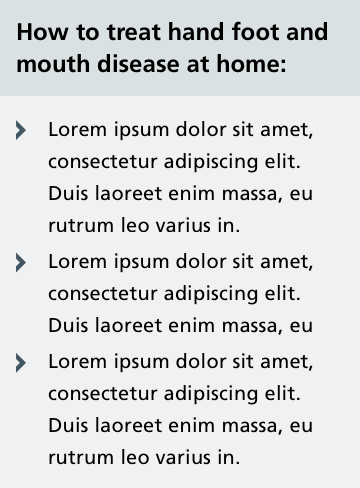 How to treat hand foot and
mouth disease at home:
Lorem ipsum dolor sit amet,
consectetur adipiscing elit.
Duis laoreet enim massa, eu
rutrum leo varius in.
Lorem ipsum dolor sit amet,
consectetur adipiscing elit.
Duis laoreet enim massa, eu
Lorem ipsum dolor sit amet,
consectetur adipiscing elit.
Duis laoreet enim massa, eu
rutrum leo varius in.